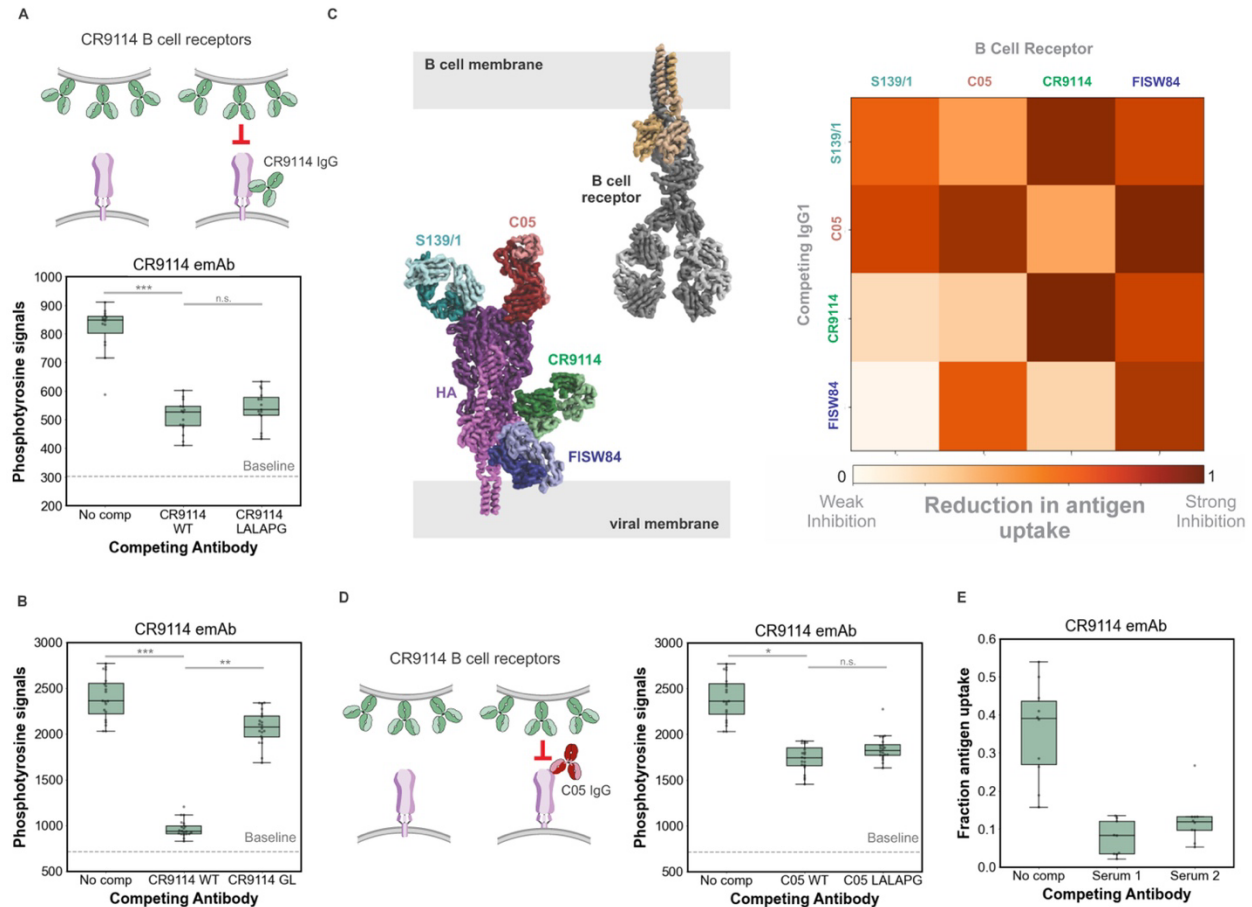 A
CR9114 B cell receptors
CR9114 IgG
CR9114 emAb
***
n.s.
Phosphotyrosine signals
1000
900
800
700
600
500
400
300
200
Baseline
No comp
CR9114
WT
CR9114
LALAPG
Competing Antibody
C
B cell membrane
B cell
receptor
S139/1
C05
CR9114
HA
FISW84
viral membrane
B Cell Receptor
S139/1
C05
CR9114
FISW84
Competing IgG1
S139/1
C05
CR9114
FISW84
0
1
Weak
Inhibition
Reduction in antigen
uptake
Strong
Inhibition
B
CR9114 emAb
***
**
Phosphotyrosine signals
3000
2500
2000
1500
1000
500
Baseline
No comp
CR9114 WT
CR9114 GL
Competing Antibody
D
CR9114 B cell receptors
C05 IgG
CR9114 emAb
*
n.s.
Phosphotyrosine signals
3000
2500
2000
1500
1000
500
Baseline
No comp
C05 WT
C05 LALAPG
Competing Antibody
E
CR9114 emAb
Fraction antigen uptake
0.6
0.5
0.4
0.3
0.2
0.1
0.0
No comp
Serum 1
Serum 2
Competing Antibody